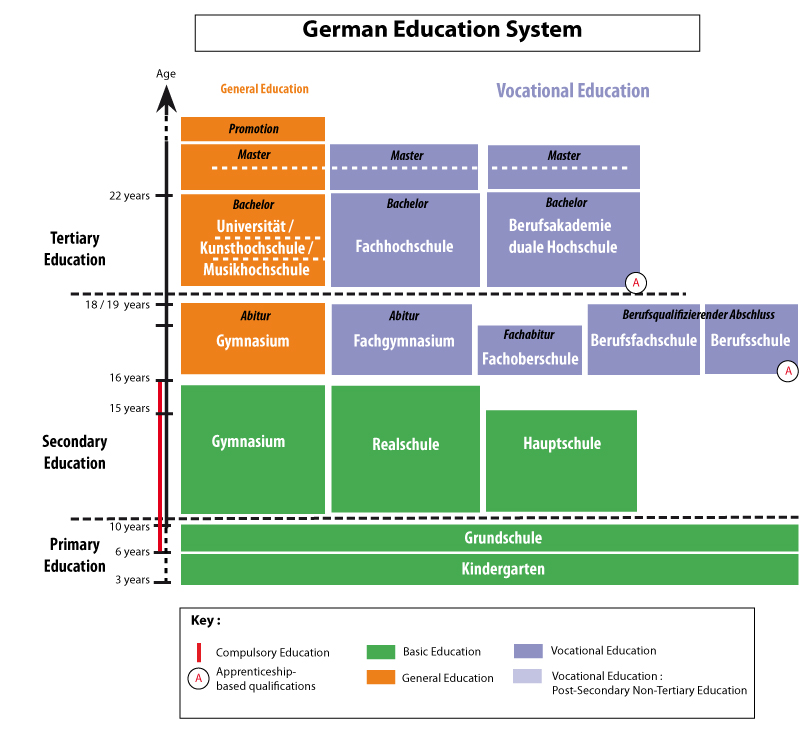 German Education System
Age
General Education
Vocational Education
Promotion
Master
Master
Master
22 years
Bachelor
Bachelor
Bachelor
Universität /
Kunsthochschule /
Musikhochschule
Fachhochschule
Berufsakademie
duale Hochschule
Tertiary
Education
A
18 / 19 years
Abitur
Abitur
Berufsqualifizierender Abschluss
Gymnasium
Fachgymnasium
Fachabitur
Fachoberschule
Berufsfachschule
Berufsschule
A
16 years
15 years
Secondary
Education
Gymnasium
Realschule
Hauptschule
10 years
Primary
Education
Grundschule
6 years
Kindergarten
3 years
Key :
Compulsory Education
Basic Education
Vocational Education
A
Apprenticeship-
based qualifications
General Education
Vocational Education :
Post-Secondary Non-Tertiary Education